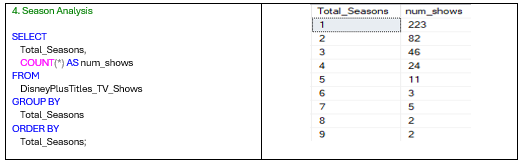 4. Season Analysis
SELECT
Total_Seasons,
COUNT(*) AS num_shows
FROM
DisneyPlusTitles_TV_Shows
GROUP BY
Total_Seasons
ORDER BY
Total_Seasons;
Total_Seasons num_shows
1 223
2 82
3 46
4 24
5 11
6 3
7 5
8 2
9 2